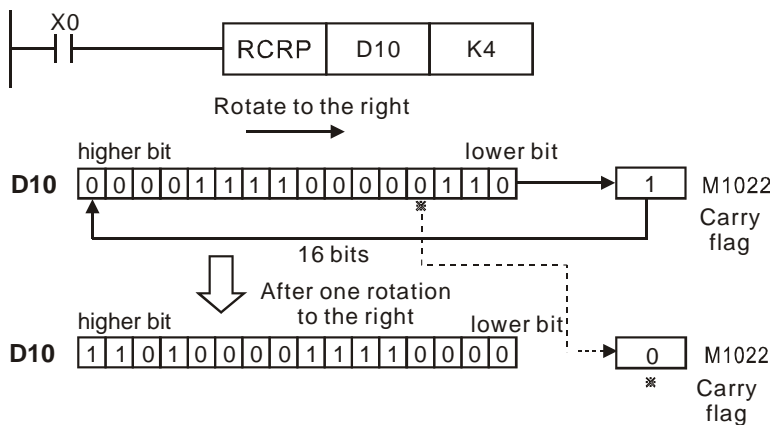 X0
RCRP D10 K4
Rotate to the right
higher bit lower bit
D10 0 0 0 0 1 1 1 1 0 0 0 0 0 1 1 0 1 M1022
※ Carry
flag
16 bits
After one rotation
to the right
higher bit lower bit
D10 1 1 0 1 0 0 0 0 1 1 1 1 0 0 0 0 0 M1022
※ Carry
flag